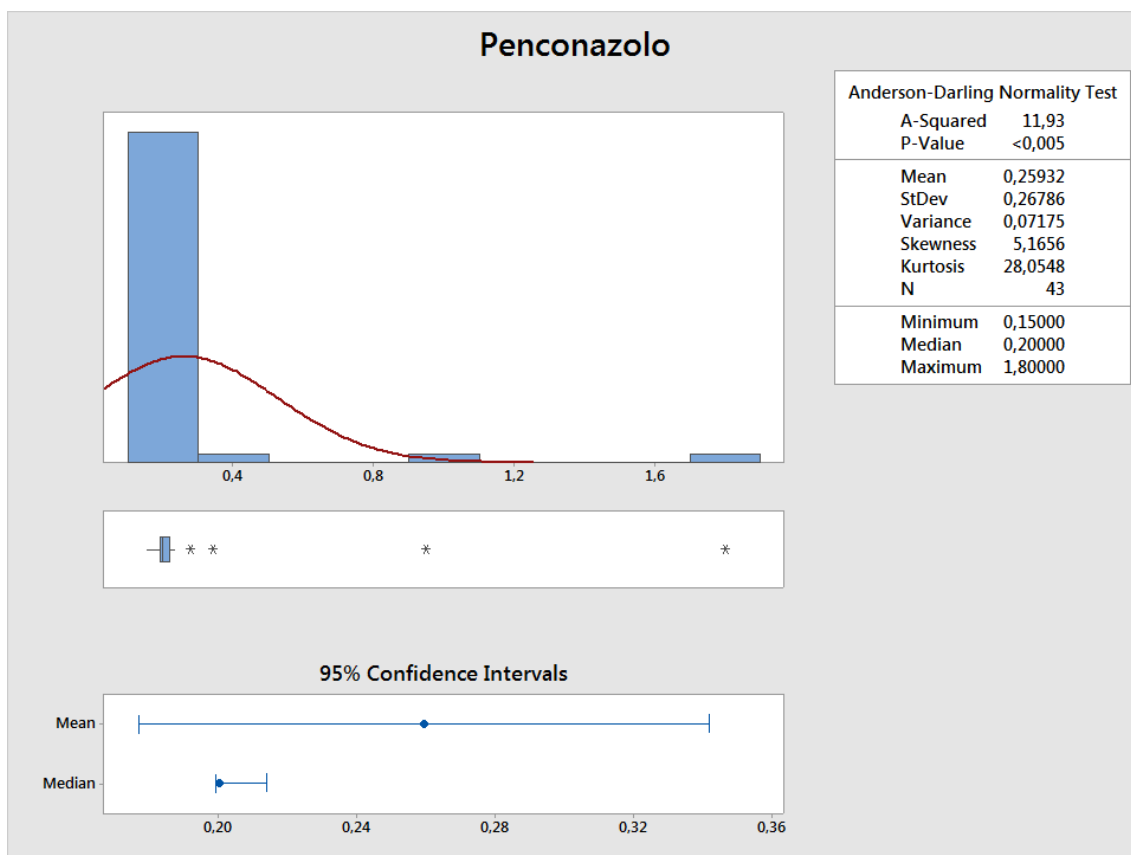 Penconazolo
Anderson-Darling Normality Test
A-Squared 11,93
P-Value <0,005
Mean 0,25932
StDev 0,26786
Variance 0,07175
Skewness 5,1656
Kurtosis 28,0548
N 43
Minimum 0,15000
Median 0,20000
Maximum 1,80000
0,4 0,8 1,2 1,6
95% Confidence Intervals
Mean
Median
0,20 0,24 0,28 0,32 0,36